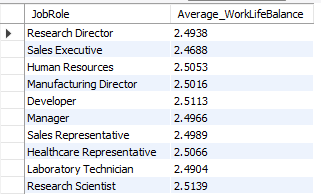 JobRole Average_WorkLifeBalance
Research Director 2.4938
Sales Executive 2.4688
Human Resources 2.5053
Manufacturing Director 2.5016
Developer 2.5113
Manager 2.4966
Sales Representative 2.4989
Healthcare Representative 2.5066
Laboratory Technician 2.4904
Research Scientist 2.5139